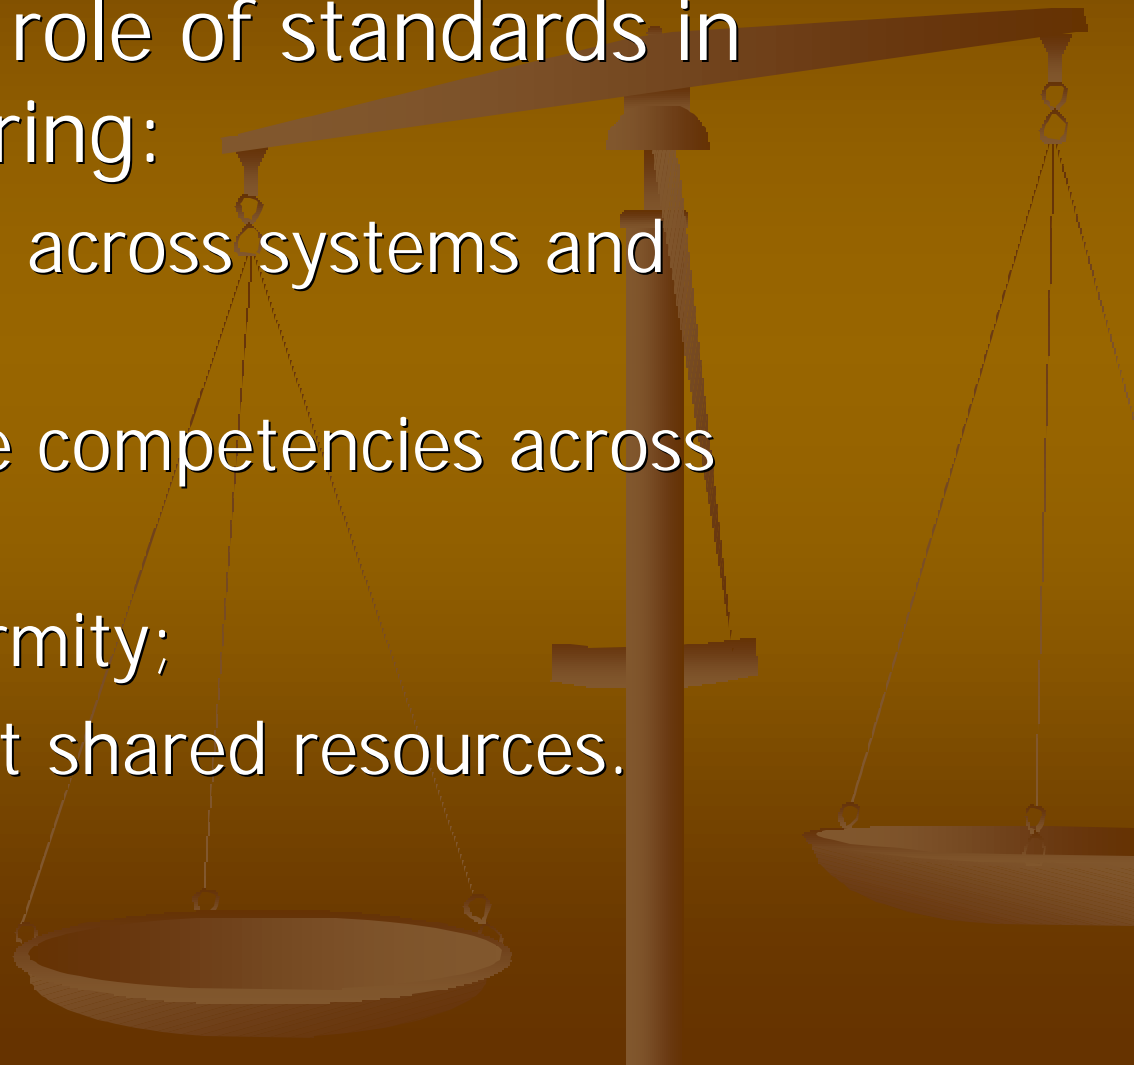 role of standards in
ring:
across systems and
e competencies across
rmity;
t shared resources.